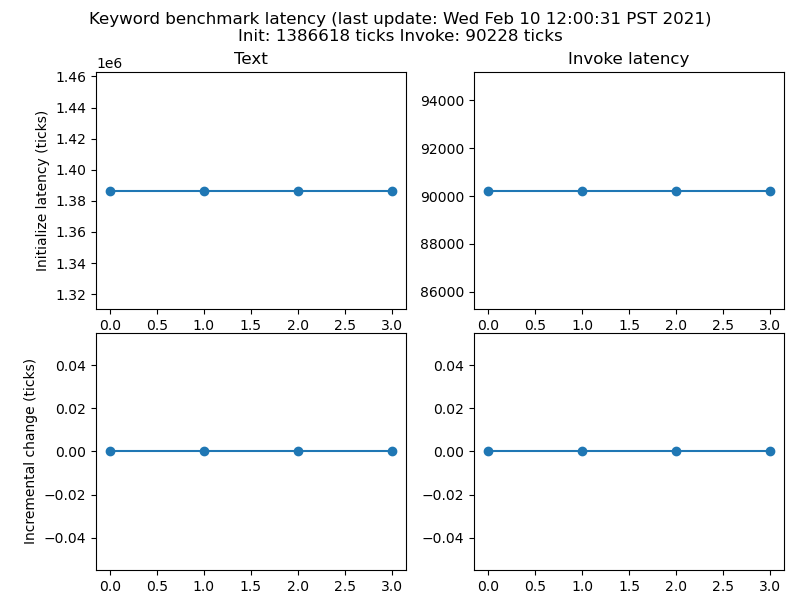 Keyword benchmark latency (last update: Wed Feb 10 12:00:31 PST 2021)
Init: 1386618 ticks Invoke: 90228 ticks
Text
1e6
Initialize latency (ticks)
1.46
1.44
1.42
1.40
1.38
1.36
1.34
1.32
0.0 0.5 1.0 1.5 2.0 2.5 3.0
Invoke latency
94000
92000
90000
88000
86000
0.0 0.5 1.0 1.5 2.0 2.5 3.0
Incremental change (ticks)
0.04
0.02
0.00
−0.02
−0.04
0.0 0.5 1.0 1.5 2.0 2.5 3.0
0.04
0.02
0.00
−0.02
−0.04
0.0 0.5 1.0 1.5 2.0 2.5 3.0